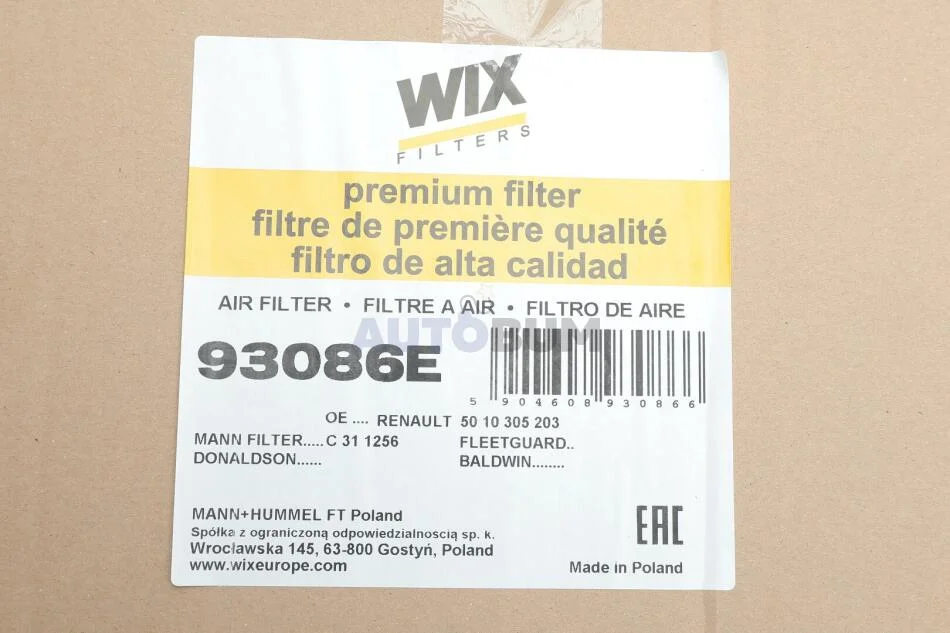 WIX
FILTERS
premium filter
filtre de première qualité
filtro de alta calidad
AIR FILTER • FILTRE A AIR • FILTRO DE AIRE
AUTOBUM
93086E
5 904608 930866
OE .... RENAULT 50 10 305 203
MANN FILTER.....C 31 1256 FLEETGUARD..
DONALDSON...... BALDWIN........
MANN+HUMMEL FT Poland
Spółka z ograniczoną odpowiedzialnością sp. k.
Wrocławska 145, 63-800 Gostyń, Poland
www.wixeurope.com
EAC
Made in Poland